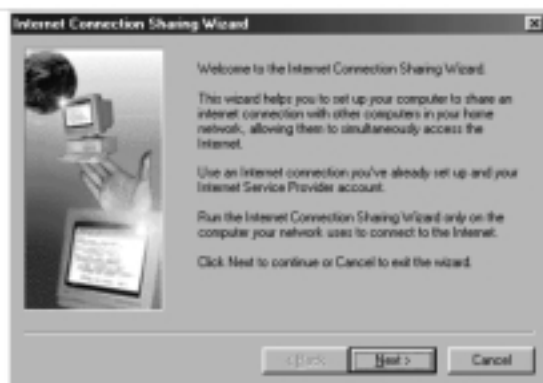 Internet Connection Sharing Wizard
Welcome to the Internet Connection Sharing Wizard.
This wizard helps you to set up your computer to share an
internet connection with other computers in your home
network, allowing them to simultaneously access the
Internet.
Use an Internet connection you've already set up and your
Internet Service Provider account.
Run the Internet Connection Sharing Wizard only on the
computer your network uses to connect to the Internet.
Click Next to continue or Cancel to exit the wizard.
< Back
Next >
Cancel